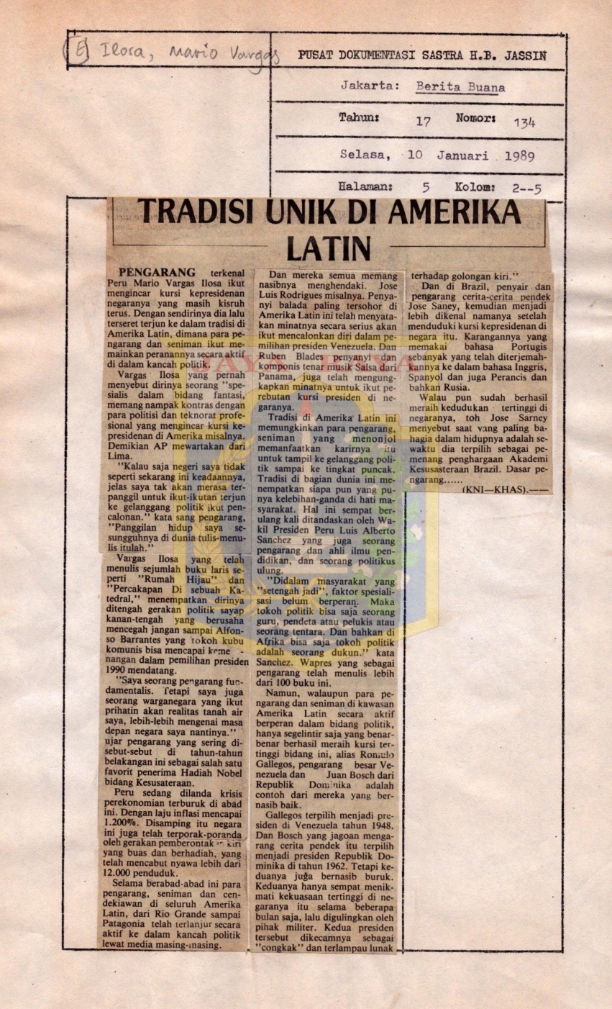 (E) Ilosa, Mario Vargas
PUSAT DOKUMENTASI SASTRA H.B. JASSIN
Jakarta: Berita Buana
Tahun: 17 Nomor: 134
Selasa, 10 Januari 1989
Halaman: 5 Kolom: 2--5
TRADISI UNIK DI AMERIKA
LATIN
PENGARANG terkenal
Peru Mario Vargas Ilosa ikut
mengincar kursi kepresidenan
negaranya yang masih kisruh
terus. Dengan sendirinya dia lalu
terseret terjun ke dalam tradisi di
Amerika Latin, dimana para pe-
ngarang dan seniman ikut me-
mainkan peranannya secara aktif
di dalam kancah politik.
Vargas Ilosa yang pernah
menyebut dirinya seorang "spe-
sialis dalam bidang fantasi,
memang nampak kontras dengan
para politisi dan teknorat profe-
sional yang mengincar kursi ke-
presidenan di Amerika misalnya.
Demikian AP mewartakan dari
Lima.
"Kalau saja negeri saya tidak
seperti sekarang ini keadaannya,
jelas saya tak akan merasa ter-
panggil untuk ikut-ikutan terjun
ke gelanggang politik ikut pen-
calonan." kata sang pengarang,
"Panggilan hidup saya se-
sungguhnya di dunia tulis-menu-
lis itulah."
Vargas Ilosa yang telah
menulis sejumlah buku laris se-
perti "Rumah Hijau" dan
"Percakapan Di sebuah Ka-
tedral," menempatkan dirinya
ditengah gerakan politik sayap
kanan-tengah yang berusaha
mencegah jangan sampai Alfon-
so Barrantes yang tokoh kubu
komunis bisa mencapai keme -
nangan dalam pemilihan presiden
1990 mendatang.
"Saya seorang pengarang fun-
damentalis. Tetapi saya juga
seorang warganegara yang ikut
prihatin akan realitas tanah air
saya, lebih-lebih mengenai masa
depan negara saya nantinya."
ujar pengarang yang sering di-
sebut-sebut di tahun-tahun
belakangan ini sebagai salah satu
favorit penerima Hadiah Nobel
bidang Kesusateraan.
Peru sedang dilanda krisis
perekonomian terburuk di abad
ini. Dengan laju inflasi mencapai
1.200%. Disamping itu negara
ini juga telah terporak-poranda
oleh gerakan pemberontak kiri
yang buas dan berhadiah, yang
telah mencabut nyawa lebih dari
12.000 penduduk.
Selama berabad-abad ini para
pengarang, seniman dan cen-
dekiawan di seluruh Amerika
Latin, dari Rio Grande sampai
Patagonia telah terlanjur secara
aktif ke dalam kancah politik
lewat media masing-masing.
Dan mereka semua memang
nasibnya menghendaki. Jose
Luis Rodrigues misalnya. Penya-
nyi balada paling tersohor di
Amerika Latin ini telah menyata-
kan minatnya secara serius akan
ikut mencalonkan diri dalam pe-
milihan presiden Venezuela. Dan
Ruben Blades penyanyi dan
komponis tenar musik Salsa dari
Panama, juga telah mengung-
kapkan minatnya untuk ikut pe-
rebutan kursi presiden di ne-
garanya.
Tradisi di Amerika Latin ini
memungkinkan para pengarang,
seniman yang menonjol
memanfaatkan karirnya itu
untuk tampil ke gelanggang poli-
tik sampai ke tingkat puncak.
Tradisi di bagian dunia ini me-
nempatkan siapa pun yang pu-
nya kelebihan-ganda di hati ma-
syarakat. Hal ini sempat ber-
ulang kali ditandaskan oleh Wa-
kil Presiden Peru Luis Alberto
Sanchez yang juga seorang
pengarang dan ahli ilmu pen-
didikan, dan seorang politikus
ulung.
"Didalam masyarakat yang
"setengah jadi", faktor spesiali-
sasi belum berperan. Maka
tokoh politik bisa saja seorang
guru, pendeta atau pelukis atau
seorang tentara. Dan bahkan di
Afrika bisa saja tokoh politik
adalah seorang dukun." kata
Sanchez. Wapres yang sebagai
pengarang telah menulis lebih
dari 100 buku ini.
Namun, walaupun para pe-
ngarang dan seniman di kawasan
Amerika Latin secara aktif
berperan dalam bidang politik,
hanya segelintir saja yang benar-
benar berhasil meraih kursi ter-
tinggi bidang ini, alias Romulo
Gallegos, pengarang besar Ve-
nezuela dan Juan Bosch dari
Republik Dominika adalah
contoh dari mereka yang ber-
nasib baik.
Gallegos terpilih menjadi pre-
siden di Venezuela tahun 1948.
Dan Bosch yang jagoan menga-
rang cerita pendek itu terpilih
menjadi presiden Republik Do-
minika di tahun 1962. Tetapi ke-
duanya juga bernasib buruk.
Keduanya hanya sempat menik-
mati kekuasaan tertinggi di ne-
garanya itu selama beberapa
bulan saja, lalu digulingkan oleh
pihak militer. Kedua presiden
tersebut dikecamnya sebagai
"congkak" dan terlampau lunak
terhadap golongan kiri."
Dan di Brazil, penyair dan
pengarang cerita-cerita pendek
Jose Saney, kemudian menjadi
lebih dikenal namanya setelah
menduduki kursi kepresidenan di
negara itu. Karangannya yang
memakai bahasa Portugis
sebanyak yang telah diterjemah-
annya ke dalam bahasa Inggris,
Spanyol dan juga Perancis dan
bahkan Rusia.
Walau pun sudah berhasil
meraih kedudukan tertinggi di
negaranya, toh Jose Sarney
menyebut saat yang paling ba-
hagia dalam hidupnya adalah se-
waktu dia terpilih sebagai pe-
menang penghargaan Akademi
Kesusasteraan Brazil. Dasar pe-
ngarang......
(KNI—KHAS).——